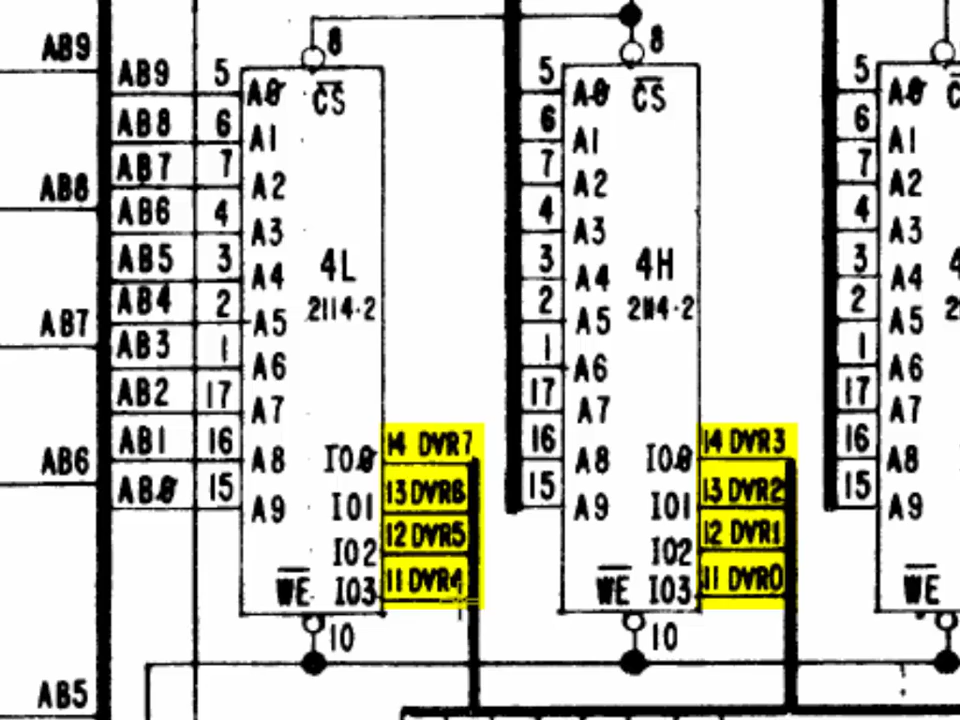 AB9
AB8
AB7
AB6
AB5
AB9 5
AB8 6
AB7 7
AB6 4
AB5 3
AB4 2
AB3 1
AB2 17
AB1 16
AB0 15
8
A0 CS
A1
A2
A3
A4
A5
A6
A7
A8
A9
4L
2114-2
IO0 14 DVR7
IO1 13 DVR6
IO2 12 DVR5
IO3 11 DVR4
WE
10
8
5 A0 CS
6 A1
7 A2
4 A3
3 A4
2 A5
1 A6
17 A7
16 A8
15 A9
4H
2114-2
IO0 14 DVR3
IO1 13 DVR2
IO2 12 DVR1
IO3 11 DVR0
WE
10
5 A0
6 A1
7 A2
4 A3
3 A4
2 A5
1 A6
17 A7
16 A8
15 A9
WE